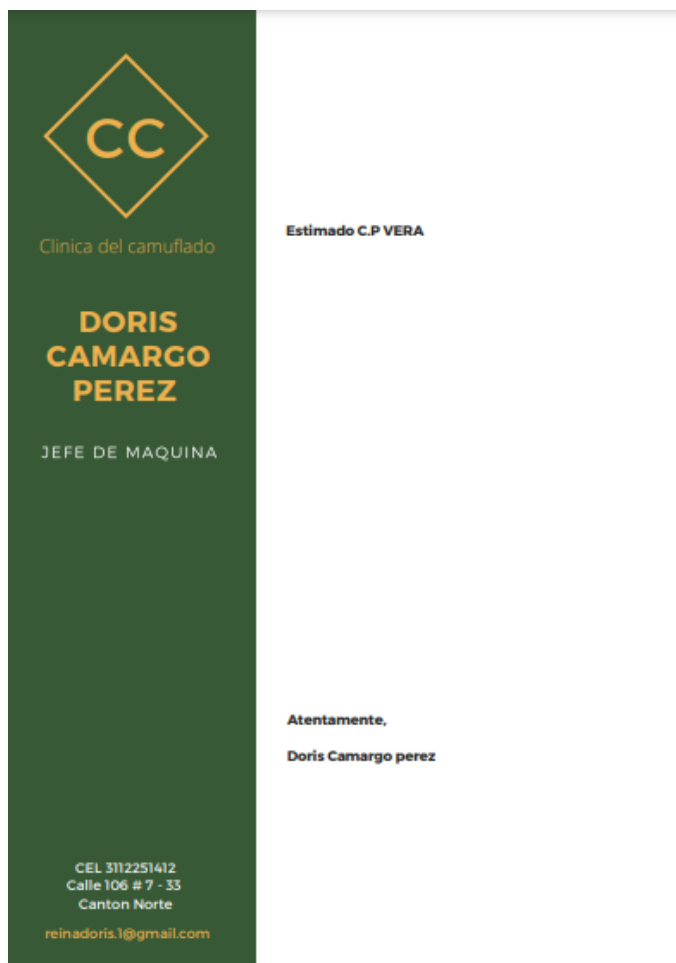 CC
Clinica del camuflado
DORIS
CAMARGO
PEREZ
JEFE DE MAQUINA
CEL 3112251412
Calle 106 # 7 - 33
Canton Norte
reinadoris.1@gmail.com
Estimado C.P VERA
Atentamente,
Doris Camargo perez